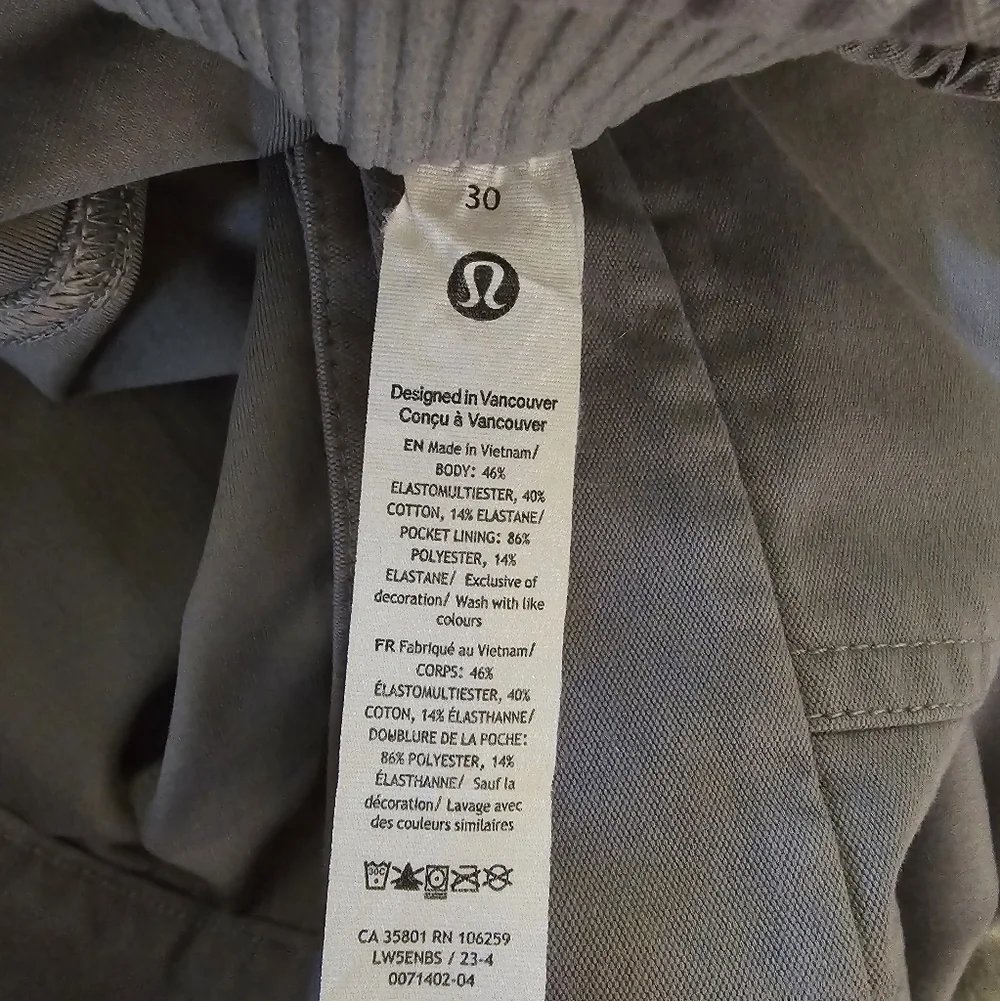 30
Designed in Vancouver
Conçu à Vancouver
EN Made in Vietnam/
BODY: 46%
ELASTOMULTIESTER, 40%
COTTON, 14% ELASTANE/
POCKET LINING: 86%
POLYESTER, 14%
ELASTANE/ Exclusive of
decoration/ Wash with like
colours
FR Fabriqué au Vietnam/
CORPS: 46%
ÉLASTOMULTIESTER, 40%
COTON, 14% ÉLASTHANNE/
DOUBLURE DE LA POCHE:
86% POLYESTER, 14%
ÉLASTHANNE/ Sauf la
décoration/ Lavage avec
des couleurs similaires
30C
CA 35801 RN 106259
LW5ENBS / 23-4
0071402-04